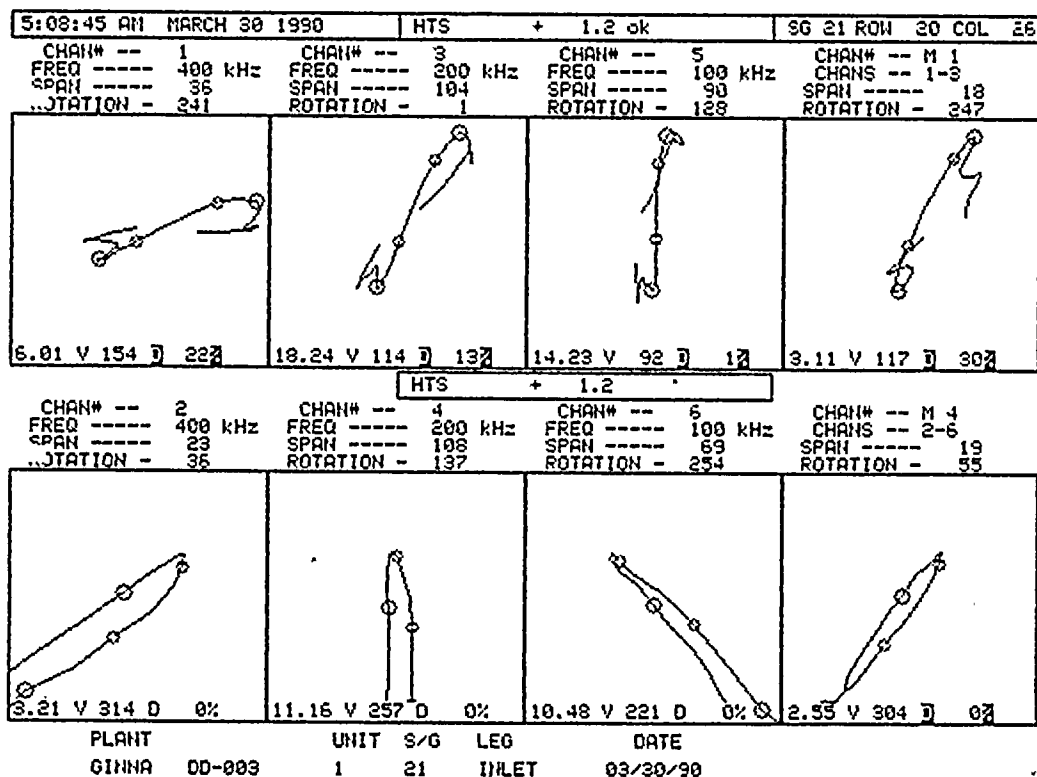 5:08:45 AM MARCH 30 1990 HTS + 1.2 ok SG 21 ROW 20 COL 26
CHAN# -- 1 CHAN# -- 3 CHAN# -- 5 CHAN# -- M 1
FREQ ----- 400 kHz FREQ ----- 200 kHz FREQ ----- 100 kHz CHANS -- 1-3
SPAN ----- 36 SPAN ----- 104 SPAN ----- 90 SPAN ----- 18
..OTATION - 241 ROTATION - 1 ROTATION - 128 ROTATION - 247
6.01 V 154 D 22% 18.24 V 114 D 13% 14.23 V 92 D 1% 3.11 V 117 D 30%
HTS + 1.2
CHAN# -- 2 CHAN# -- 4 CHAN# -- 6 CHAN# -- M 4
FREQ ----- 400 kHz FREQ ----- 200 kHz FREQ ----- 100 kHz CHANS -- 2-6
SPAN ----- 23 SPAN ----- 108 SPAN ----- 69 SPAN ----- 19
..OTATION - 36 ROTATION - 137 ROTATION - 254 ROTATION - 55
3.21 V 314 D 0% 11.16 V 257 D 0% 10.48 V 221 D 0% 2.55 V 304 D 0%
PLANT UNIT S/G LEG DATE
GINNA DD-003 1 21 INLET 03/30/90